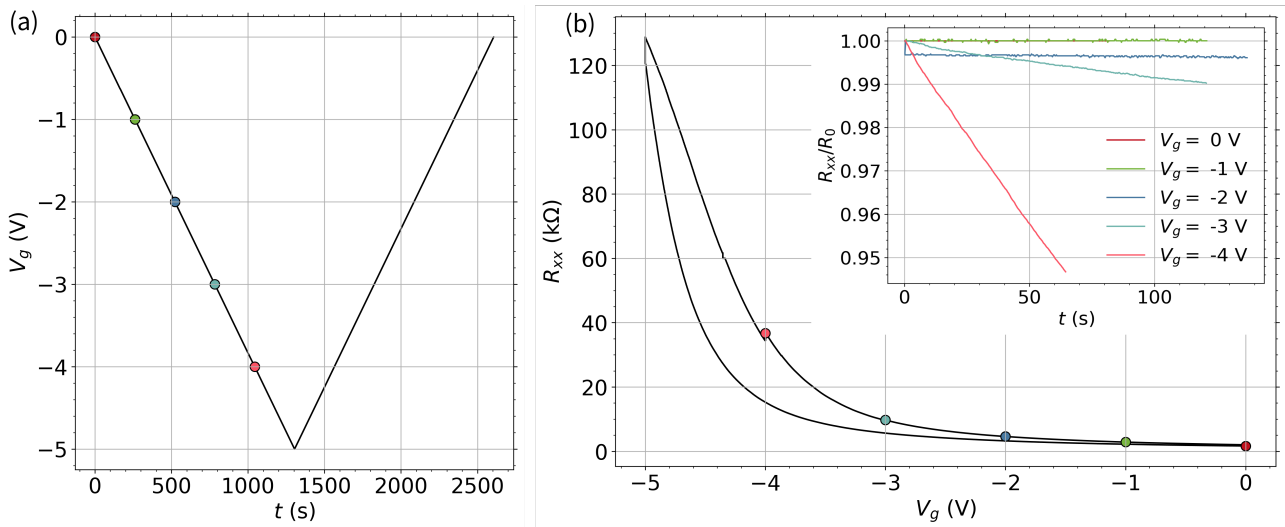 (a)
0
−1
−2
−3
−4
−5
V_g (V)
0 500 1000 1500 2000 2500
t (s)
(b)
120
100
80
60
40
20
0
R_xx (kΩ)
−5 −4 −3 −2 −1 0
V_g (V)
1.00
0.99
0.98
0.97
0.96
0.95
R_xx/R_0
0 50 100
t (s)
V_g = 0 V
V_g = -1 V
V_g = -2 V
V_g = -3 V
V_g = -4 V